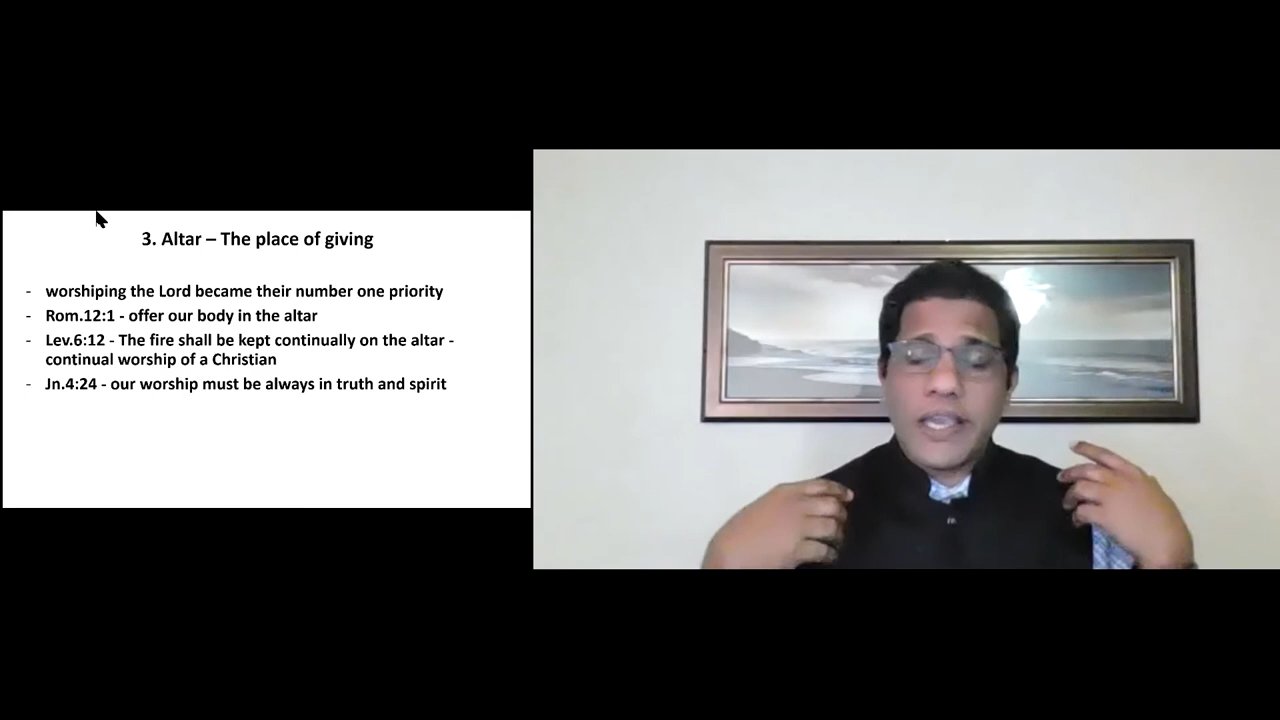 3. Altar – The place of giving
- worshiping the Lord became their number one priority
- Rom.12:1 - offer our body in the altar
- Lev.6:12 - The fire shall be kept continually on the altar -
continual worship of a Christian
- Jn.4:24 - our worship must be always in truth and spirit